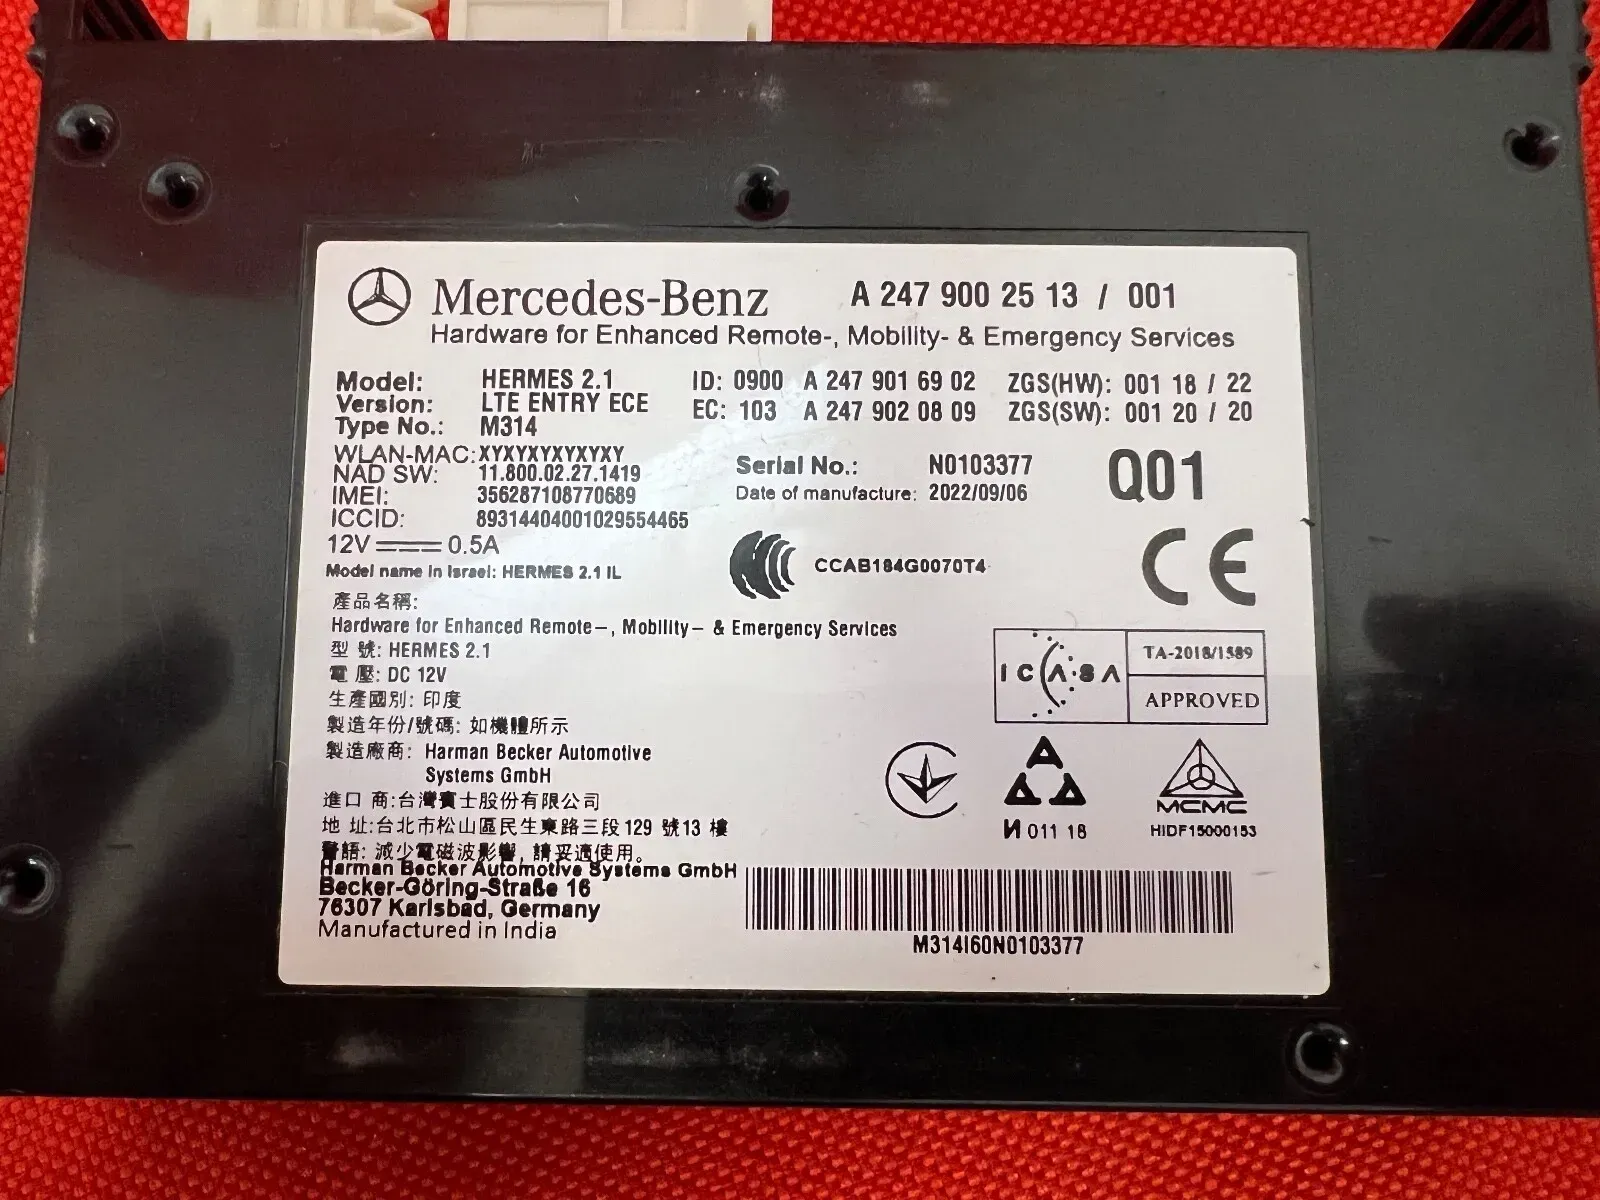 Mercedes-Benz A 247 900 25 13 / 001
Hardware for Enhanced Remote-, Mobility- & Emergency Services
Model: HERMES 2.1 ID: 0900 A 247 901 69 02 ZGS(HW): 001 18 / 22
Version: LTE ENTRY ECE EC: 103 A 247 902 08 09 ZGS(SW): 001 20 / 20
Type No.: M314
WLAN-MAC: XYXYXYXYXYXY
NAD SW: 11.800.02.27.1419 Serial No.: N0103377 Q01
IMEI: 356287108770689 Date of manufacture: 2022/09/06
ICCID: 89314404001029554465
12V 0.5A
Model name in Israel: HERMES 2.1 IL CCAB184G0070T4 CE
產品名稱:
Hardware for Enhanced Remote-, Mobility- & Emergency Services
型 號: HERMES 2.1
電 壓: DC 12V
生產國別: 印度
製造年份/號碼: 如機體所示
製造廠商: Harman Becker Automotive
Systems GmbH
進口 商:台灣賓士股份有限公司
地 址:台北市松山區民生東路三段 129 號 13 樓
警語: 減少電磁波影響, 請妥適使用。
Harman Becker Automotive Systems GmbH
Becker-Göring-Straße 16
76307 Karlsbad, Germany
Manufactured in India
ICASA TA-2018/1589
APPROVED
И 011 18
MCMC
HIDF15000153
M314I60N0103377